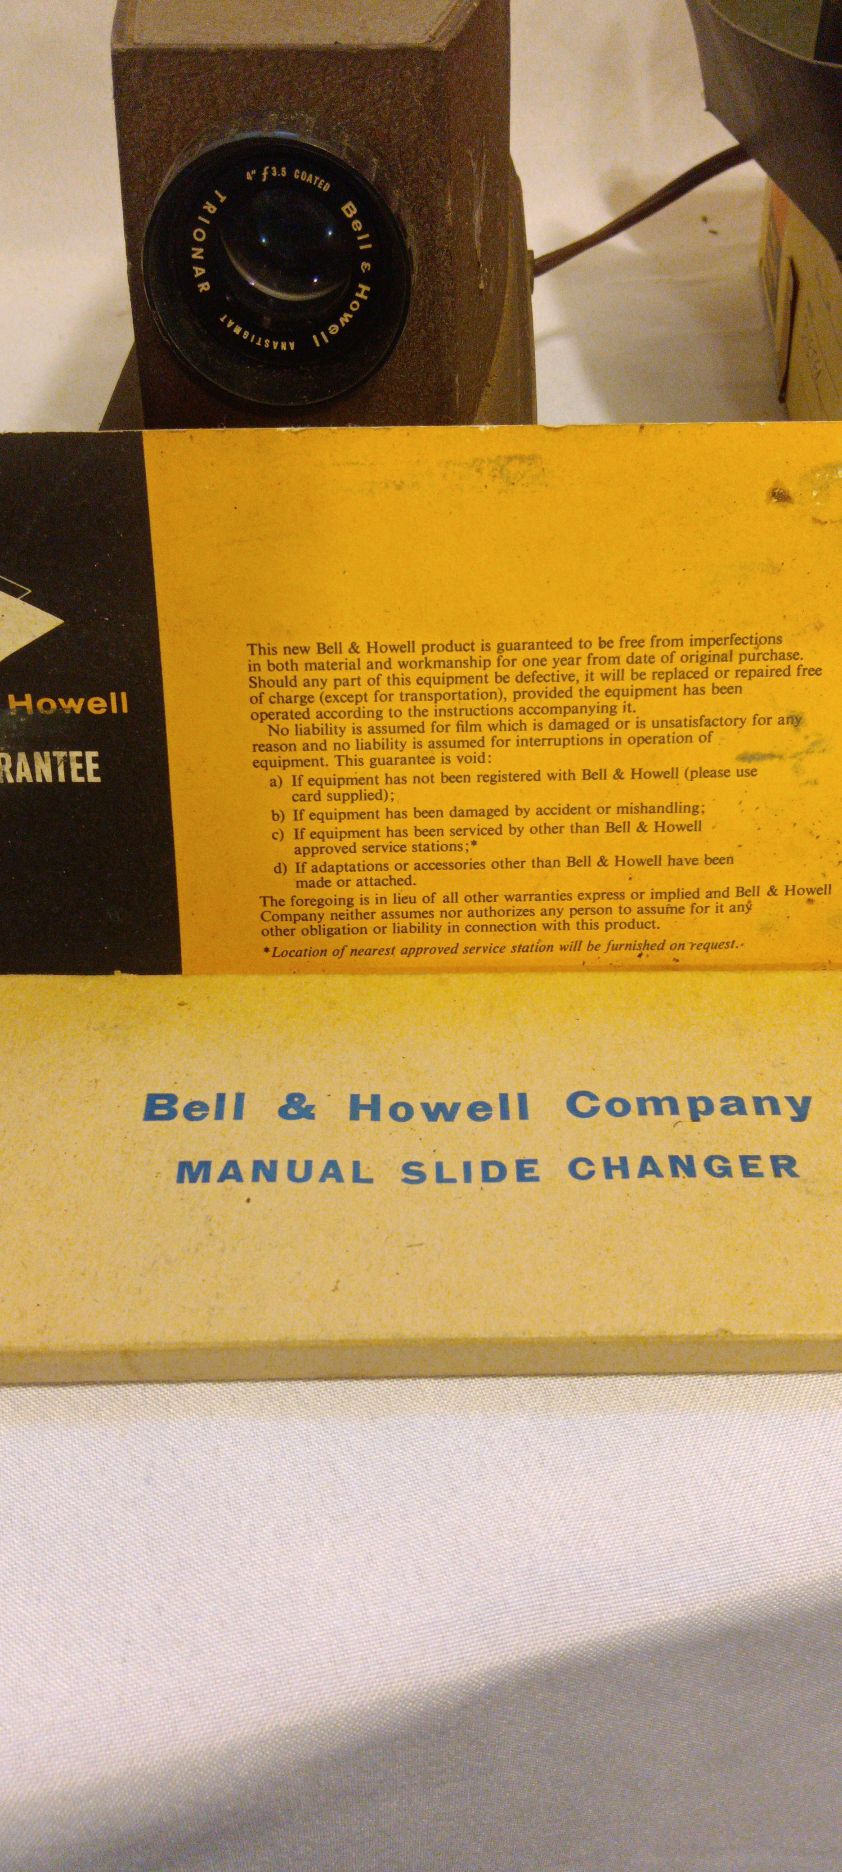 4" f3.5 COATED
Bell & Howell
ANASTIGMAT
TRIONAR
Howell
RANTEE
This new Bell & Howell product is guaranteed to be free from imperfections
in both material and workmanship for one year from date of original purchase.
Should any part of this equipment be defective, it will be replaced or repaired free
of charge (except for transportation), provided the equipment has been
operated according to the instructions accompanying it.
No liability is assumed for film which is damaged or is unsatisfactory for any
reason and no liability is assumed for interruptions in operation of
equipment. This guarantee is void:
a) If equipment has not been registered with Bell & Howell (please use
card supplied);
b) If equipment has been damaged by accident or mishandling;
c) If equipment has been serviced by other than Bell & Howell
approved service stations;*
d) If adaptations or accessories other than Bell & Howell have been
made or attached.
The foregoing is in lieu of all other warranties express or implied and Bell & Howell
Company neither assumes nor authorizes any person to assume for it any
other obligation or liability in connection with this product.
*Location of nearest approved service station will be furnished on request.
Bell & Howell Company
MANUAL SLIDE CHANGER